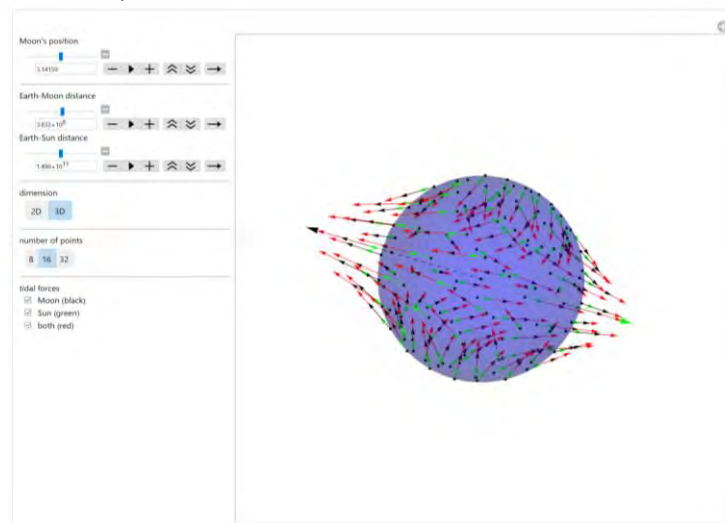 Moon's position
3.14159
Earth-Moon distance
Earth-Sun distance
dimension
2D 3D
number of points
8 16 32
tidal forces
Moon (black)
Sun (green)
both (red)